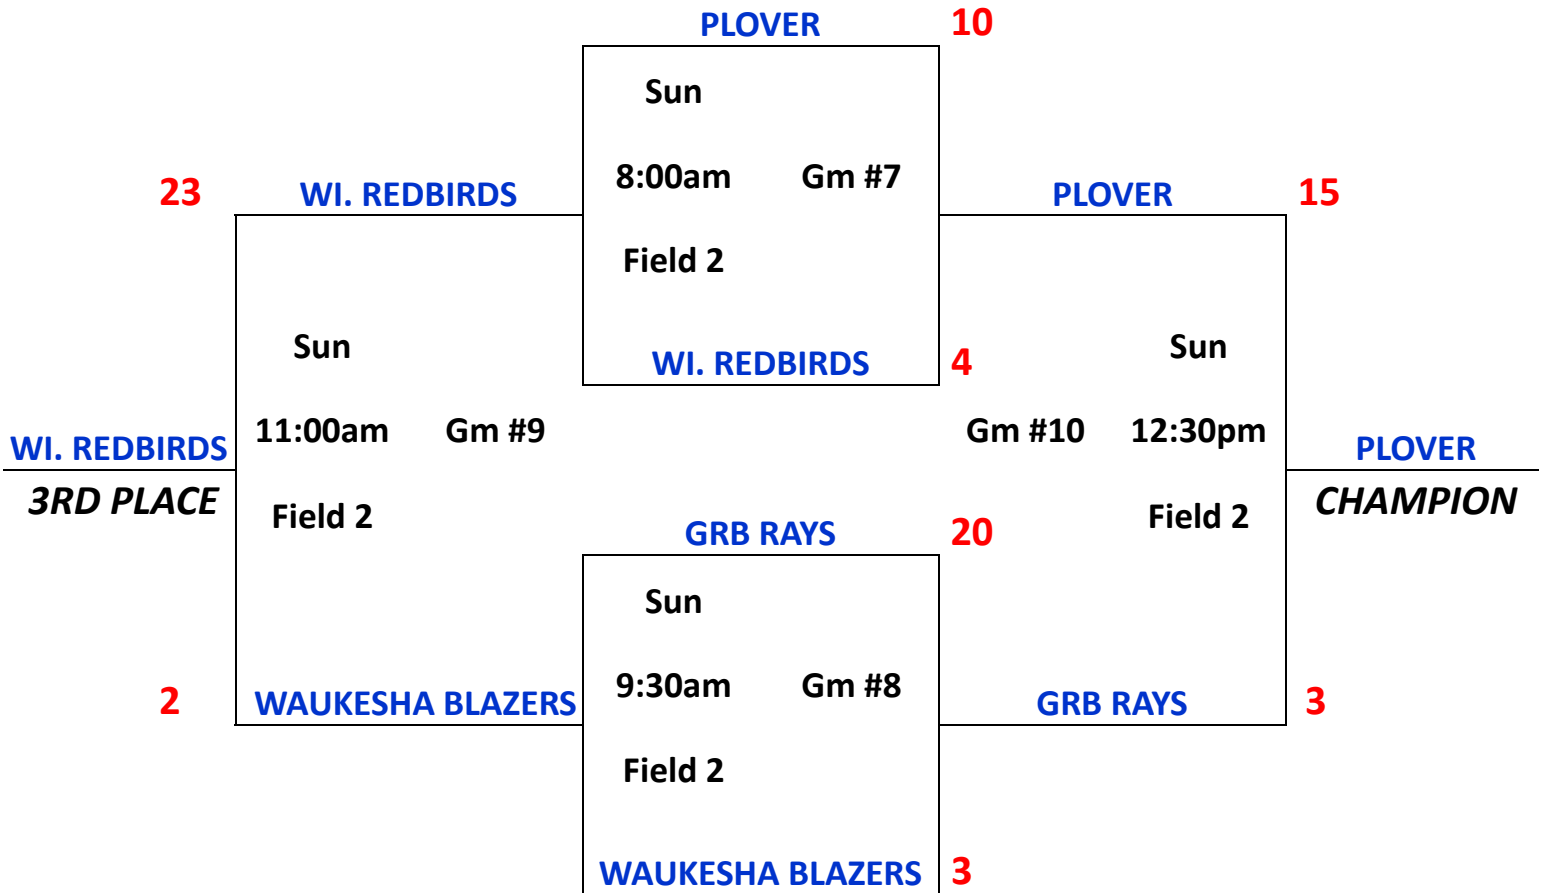 PLOVER 10
Sun
8:00am Gm #7
23 WI. REDBIRDS PLOVER 15
Field 2
Sun Sun
WI. REDBIRDS 4
11:00am Gm #9 Gm #10 12:30pm
WI. REDBIRDS PLOVER
3RD PLACE CHAMPION
Field 2 Field 2
GRB RAYS 20
Sun
9:30am Gm #8
2 WAUKESHA BLAZERS GRB RAYS 3
Field 2
WAUKESHA BLAZERS 3